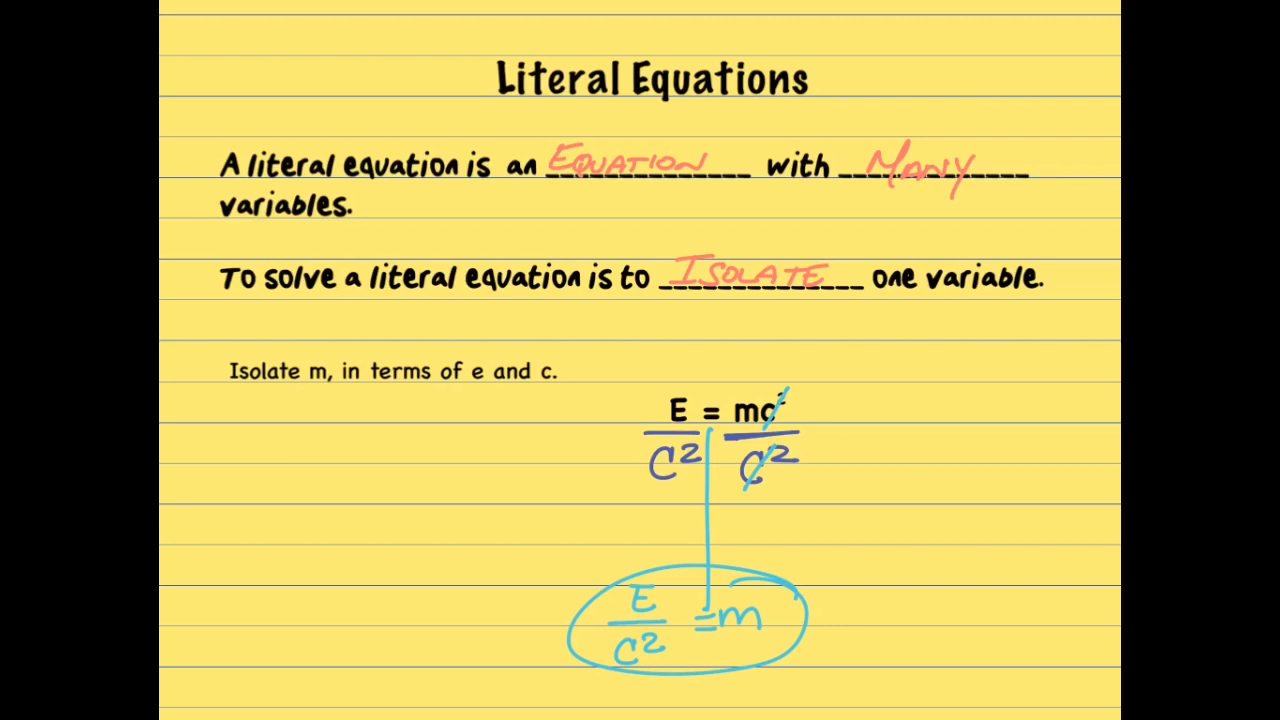 Literal Equations
A literal equation is an EQUATION with MANY
variables.
To solve a literal equation is to ISOLATE one variable.
Isolate m, in terms of e and c.
E = mc²
C² C²
E
C² = m